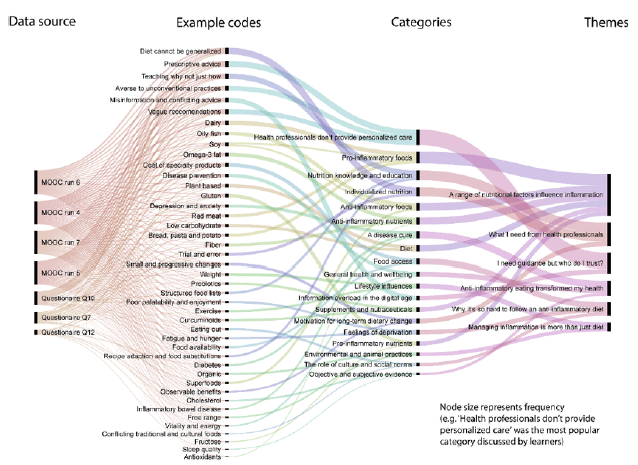 Data source
Example codes
Categories
Themes
MOOC run 6
MOOC run 4
MOOC run 7
MOOC run 5
Questionaire Q10
Questionaire Q7
Questionaire Q12
Diet cannot be generalized
Prescriptive advice
Teaching why not just how
Averse to unconventional practices
Misinformation and conflicting advice
Vague reccomendations
Dairy
Oily fish
Soy
Omega-3 fat
Cost of specialty products
Disease prevention
Plant based
Gluten
Depression and anxiety
Red meat
Low carbohydrate
Bread, pasta and potato
Fiber
Trial and error
Small and progressive changes
Weight
Probiotics
Structured food lists
Poor palatability and enjoyment
Exercise
Curcuminoids
Eating out
Fatigue and hunger
Food availability
Recipe adaption and food substitutions
Diabetes
Organic
Superfoods
Observable benefits
Cholesterol
Inflammatory bowel disease
Free range
Vitality and energy
Conflicting traditional and cultural foods
Fructose
Sleep quality
Antioxidants
Health professionals don't provide personalized care
Pro-inflammatory foods
Nutrition knowledge and education
Individualized nutrition
Anti-inflammatory foods
Anti-inflammatory nutrients
A disease cure
Diet
Food access
General health and wellbeing
Lifestyle influences
Information overload in the digital age
Supplements and nutraceuticals
Motivation for long-term dietary change
Feelings of deprivation
Pro-inflammatory nutrients
Environmental and animal practices
The role of culture and social norms
Objective and subjective evidence
A range of nutritional factors influence inflammation
What I need from health professionals
I need guidance but who do I trust?
Anti-inflammatory eating transformed my health
Why it's so hard to follow an anti-inflammatory diet
Managing inflammation is more than just diet
Node size represents frequency
(e.g. 'Health professionals don't provide
personalized care' was the most popular
category discussed by learners)